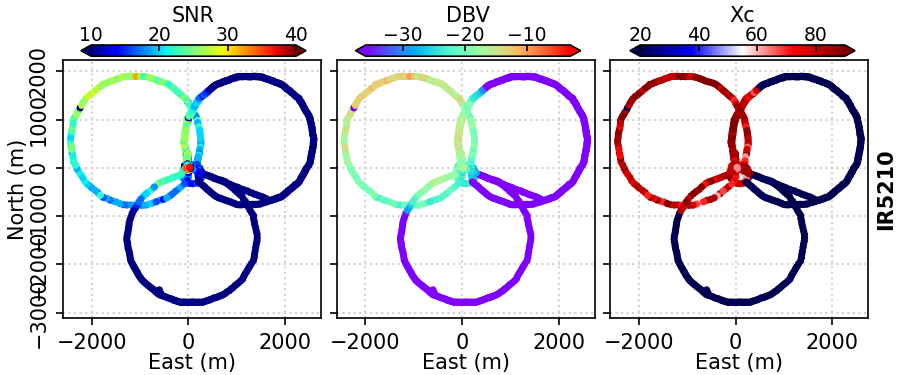 SNR DBV Xc
10 20 30 40 −30 −20 −10 20 40 60 80
North (m)
2000
1000
0
−1000
−2000
−3000
−2000 0 2000 −2000 0 2000 −2000 0 2000
East (m) East (m) East (m)
IR5210